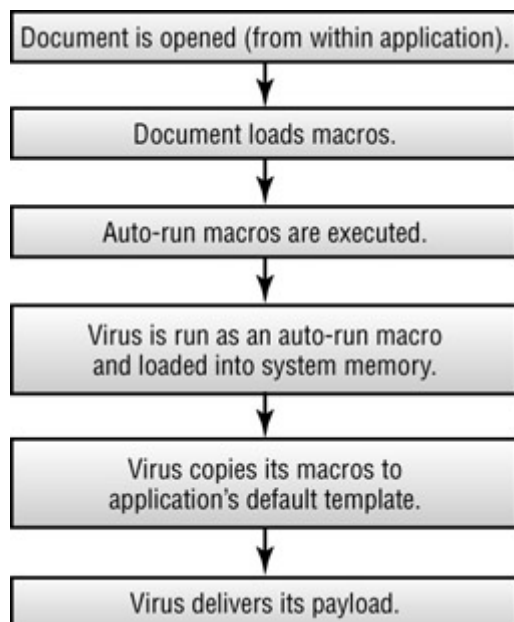 Document is opened (from within application).
Document loads macros.
Auto-run macros are executed.
Virus is run as an auto-run macro
and loaded into system memory.
Virus copies its macros to
application's default template.
Virus delivers its payload.